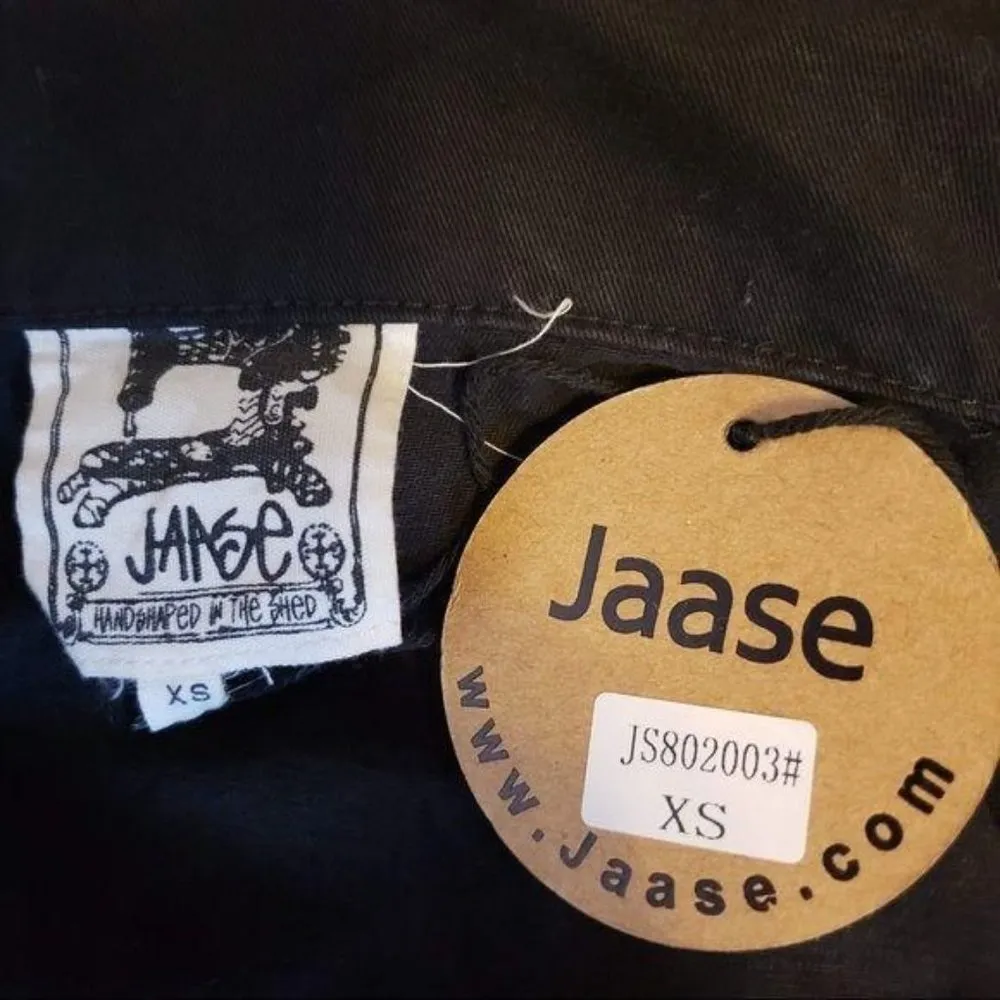 JAASE
HANDSHAPED IN THE SHED
XS
Jaase
JS802003#
XS
www.Jaase.com